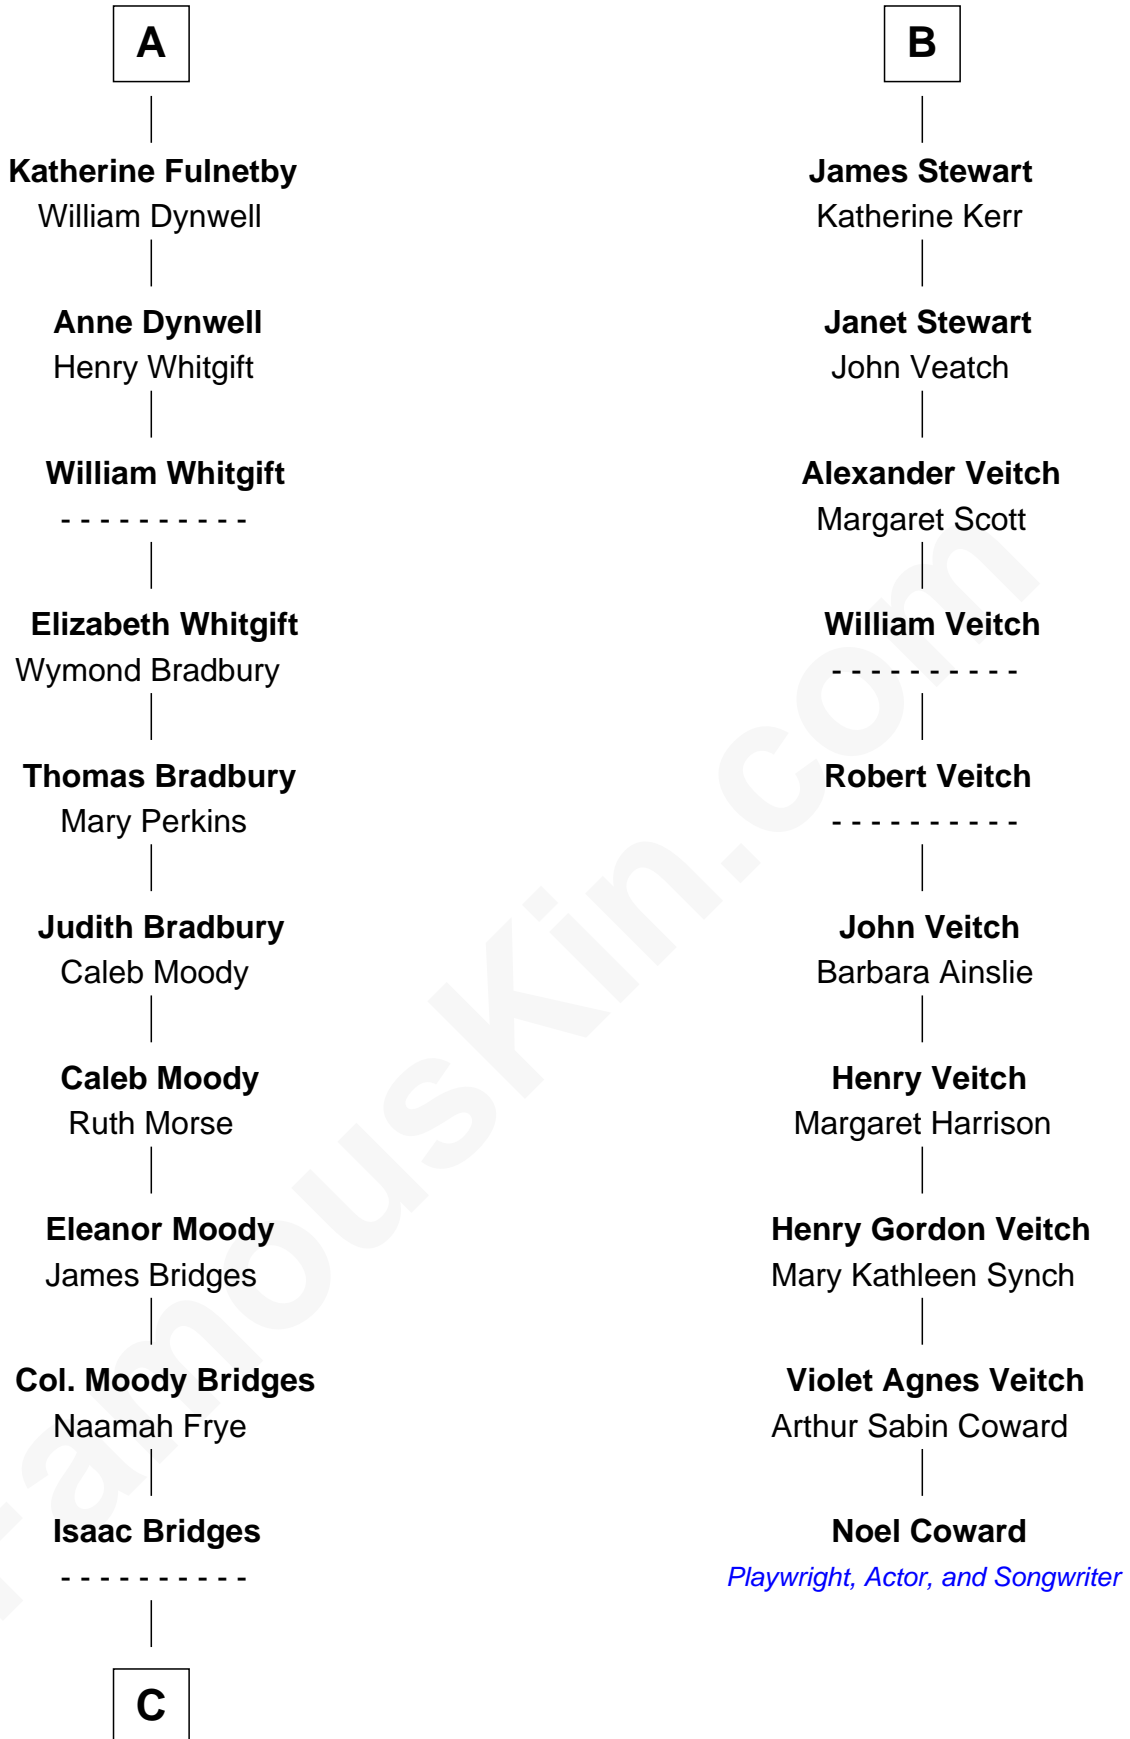 A
Katherine Fulnetby
William Dynwell
Anne Dynwell
Henry Whitgift
William Whitgift
- - - - - - - - - -
Elizabeth Whitgift
Wymond Bradbury
Thomas Bradbury
Mary Perkins
Judith Bradbury
Caleb Moody
Caleb Moody
Ruth Morse
Eleanor Moody
James Bridges
Col. Moody Bridges
Naamah Frye
Isaac Bridges
- - - - - - - - - -
C
B
James Stewart
Katherine Kerr
Janet Stewart
John Veatch
Alexander Veitch
Margaret Scott
William Veitch
- - - - - - - - - -
Robert Veitch
- - - - - - - - - -
John Veitch
Barbara Ainslie
Henry Veitch
Margaret Harrison
Henry Gordon Veitch
Mary Kathleen Synch
Violet Agnes Veitch
Arthur Sabin Coward
Noel Coward
Playwright, Actor, and Songwriter
FamousKin.com